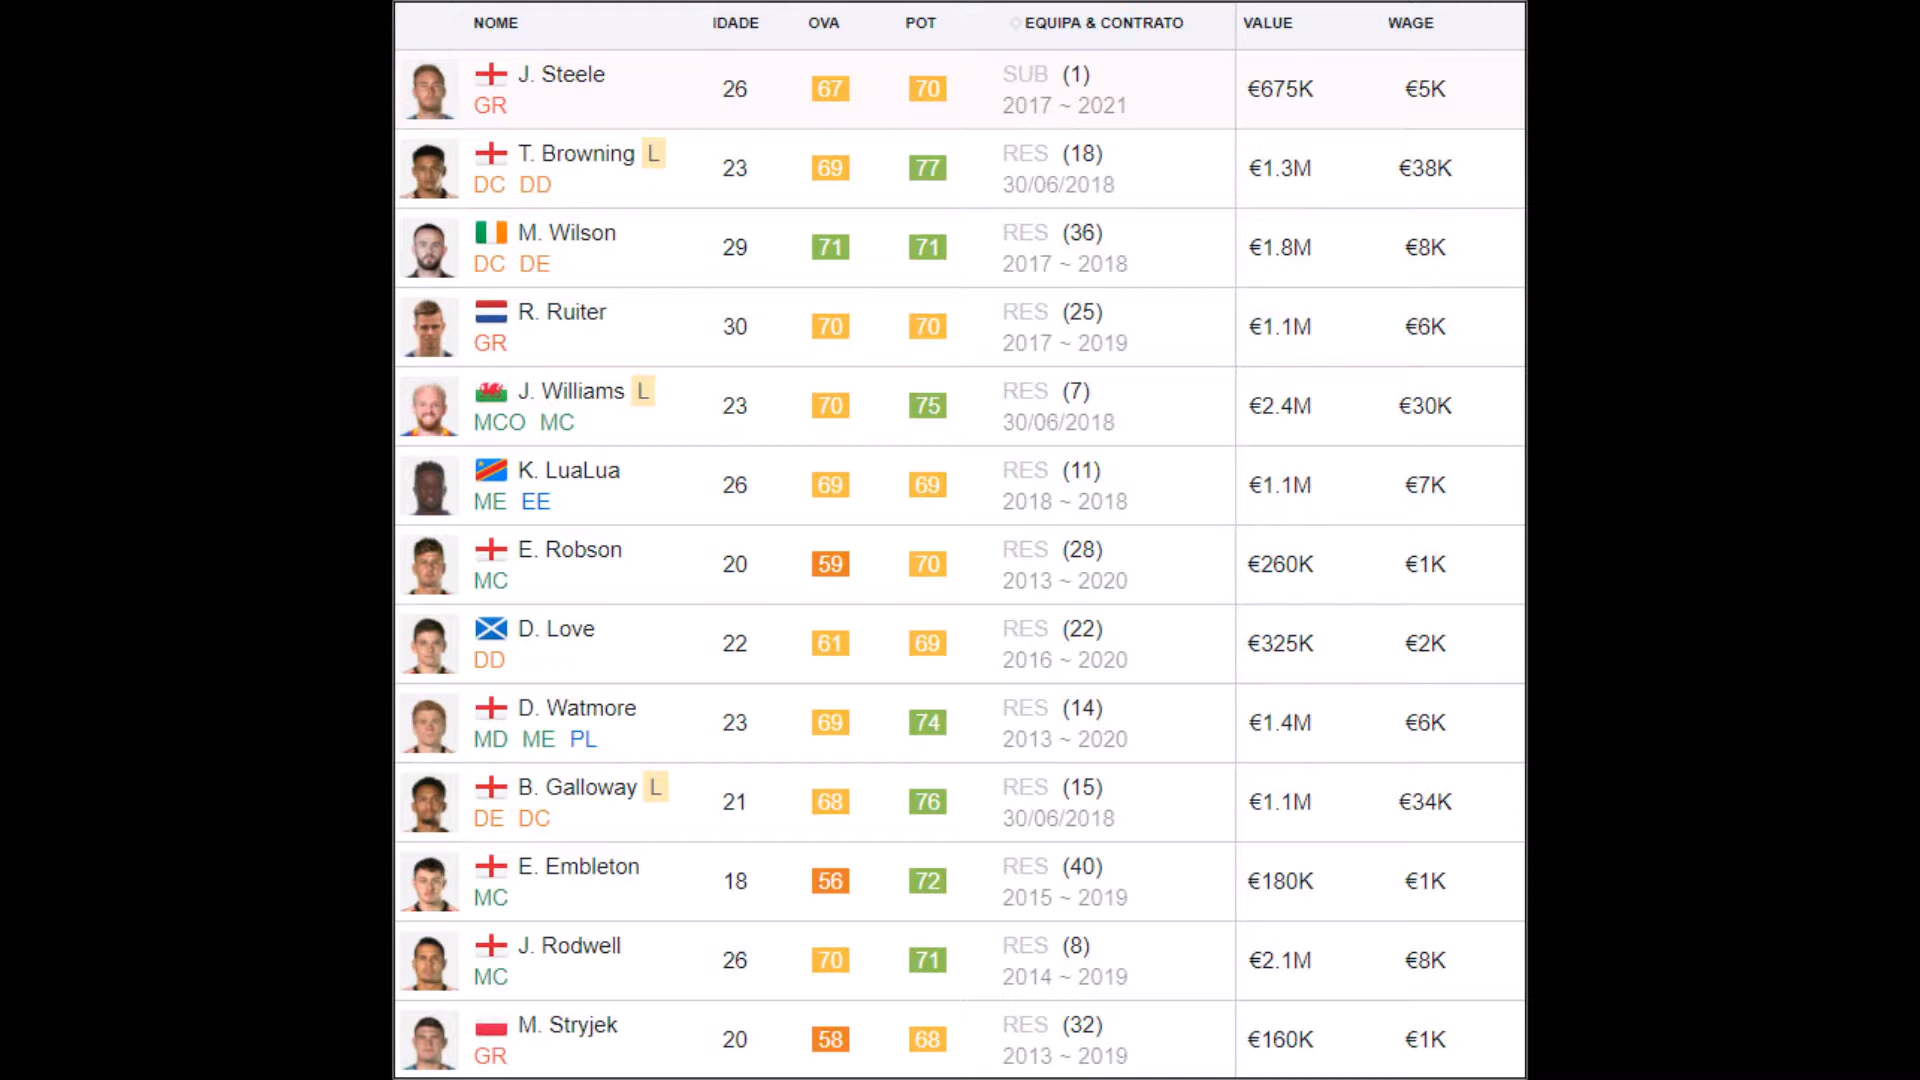 NOME IDADE OVA POT EQUIPA & CONTRATO VALUE WAGE
J. Steele
GR
26 67 70
SUB (1)
2017 ~ 2021
€675K €5K
T. Browning L
DC DD
23 69 77
RES (18)
30/06/2018
€1.3M €38K
M. Wilson
DC DE
29 71 71
RES (36)
2017 ~ 2018
€1.8M €8K
R. Ruiter
GR
30 70 70
RES (25)
2017 ~ 2019
€1.1M €6K
J. Williams L
MCO MC
23 70 75
RES (7)
30/06/2018
€2.4M €30K
K. LuaLua
ME EE
26 69 69
RES (11)
2018 ~ 2018
€1.1M €7K
E. Robson
MC
20 59 70
RES (28)
2013 ~ 2020
€260K €1K
D. Love
DD
22 61 69
RES (22)
2016 ~ 2020
€325K €2K
D. Watmore
MD ME PL
23 69 74
RES (14)
2013 ~ 2020
€1.4M €6K
B. Galloway L
DE DC
21 68 76
RES (15)
30/06/2018
€1.1M €34K
E. Embleton
MC
18 56 72
RES (40)
2015 ~ 2019
€180K €1K
J. Rodwell
MC
26 70 71
RES (8)
2014 ~ 2019
€2.1M €8K
M. Stryjek
GR
20 58 68
RES (32)
2013 ~ 2019
€160K €1K